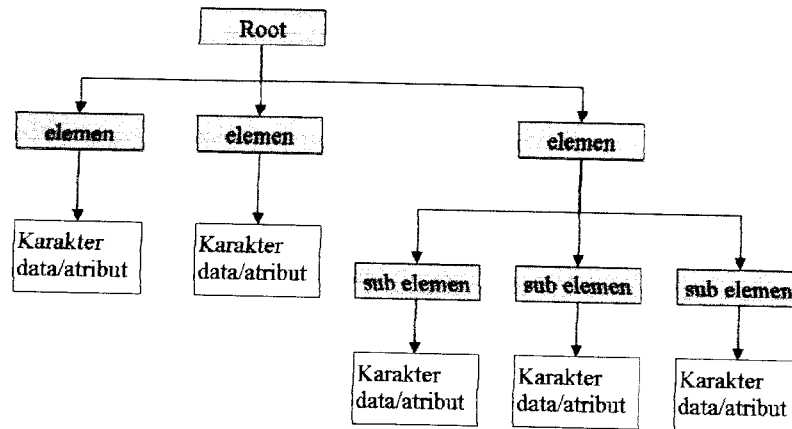 Root
elemen
elemen
elemen
Karakter
data/atribut
Karakter
data/atribut
sub elemen
sub elemen
sub elemen
Karakter
data/atribut
Karakter
data/atribut
Karakter
data/atribut